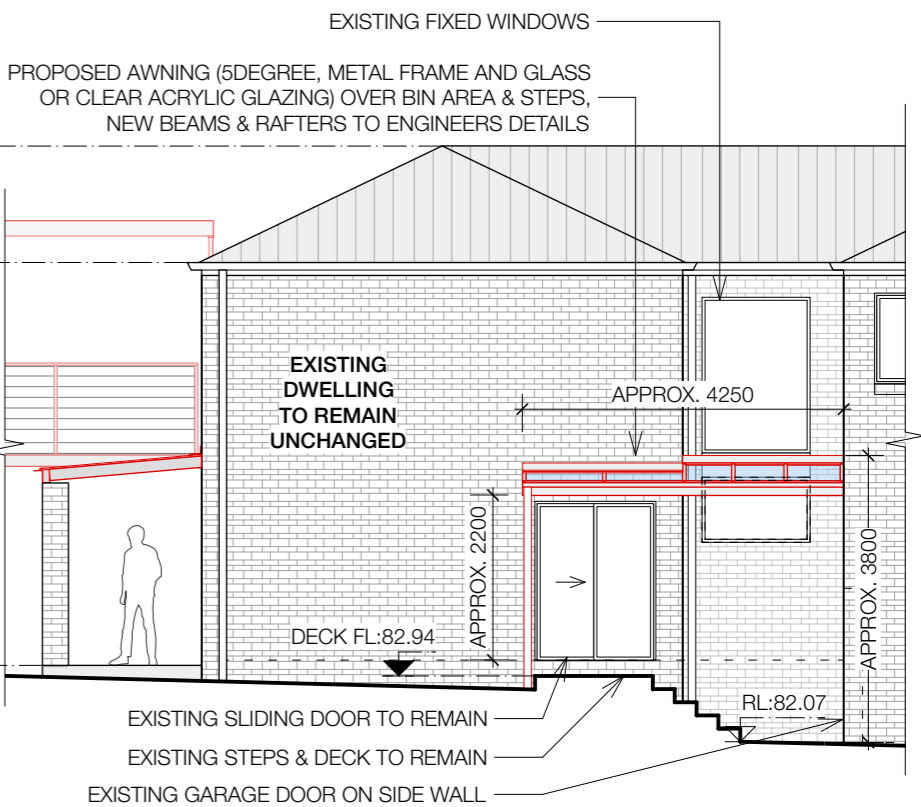 EXISTING FIXED WINDOWS
PROPOSED AWNING (5DEGREE, METAL FRAME AND GLASS
OR CLEAR ACRYLIC GLAZING) OVER BIN AREA & STEPS,
NEW BEAMS & RAFTERS TO ENGINEERS DETAILS
EXISTING
DWELLING
TO REMAIN
UNCHANGED
APPROX. 4250
APPROX. 2200
APPROX. 3800
DECK FL:82.94
RL:82.07
EXISTING SLIDING DOOR TO REMAIN
EXISTING STEPS & DECK TO REMAIN
EXISTING GARAGE DOOR ON SIDE WALL